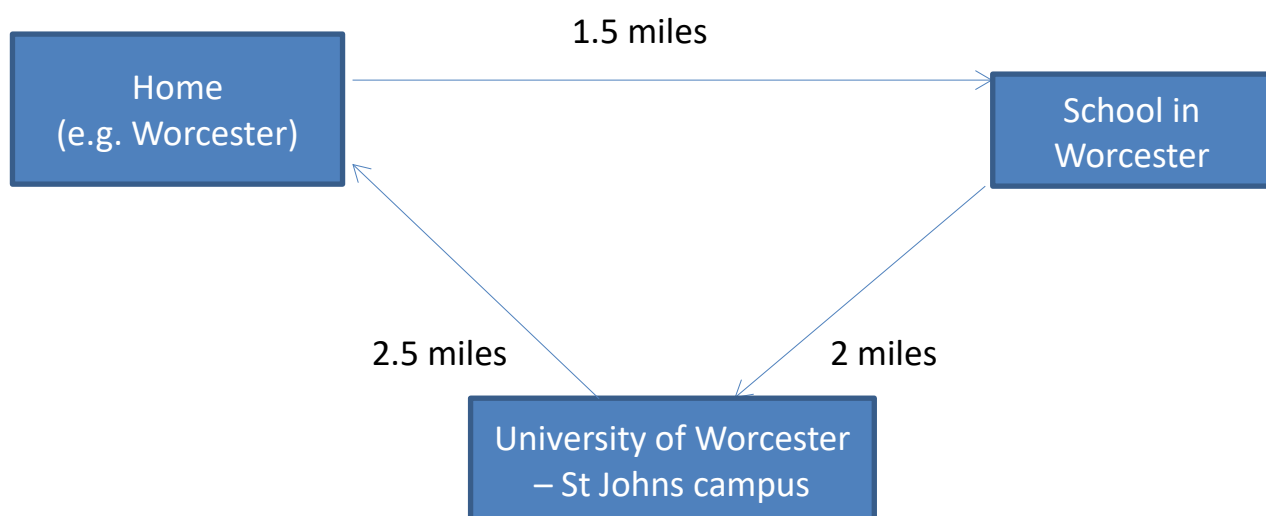 1.5 miles
Home
(e.g. Worcester)
School in
Worcester
2.5 miles
2 miles
University of Worcester
– St Johns campus